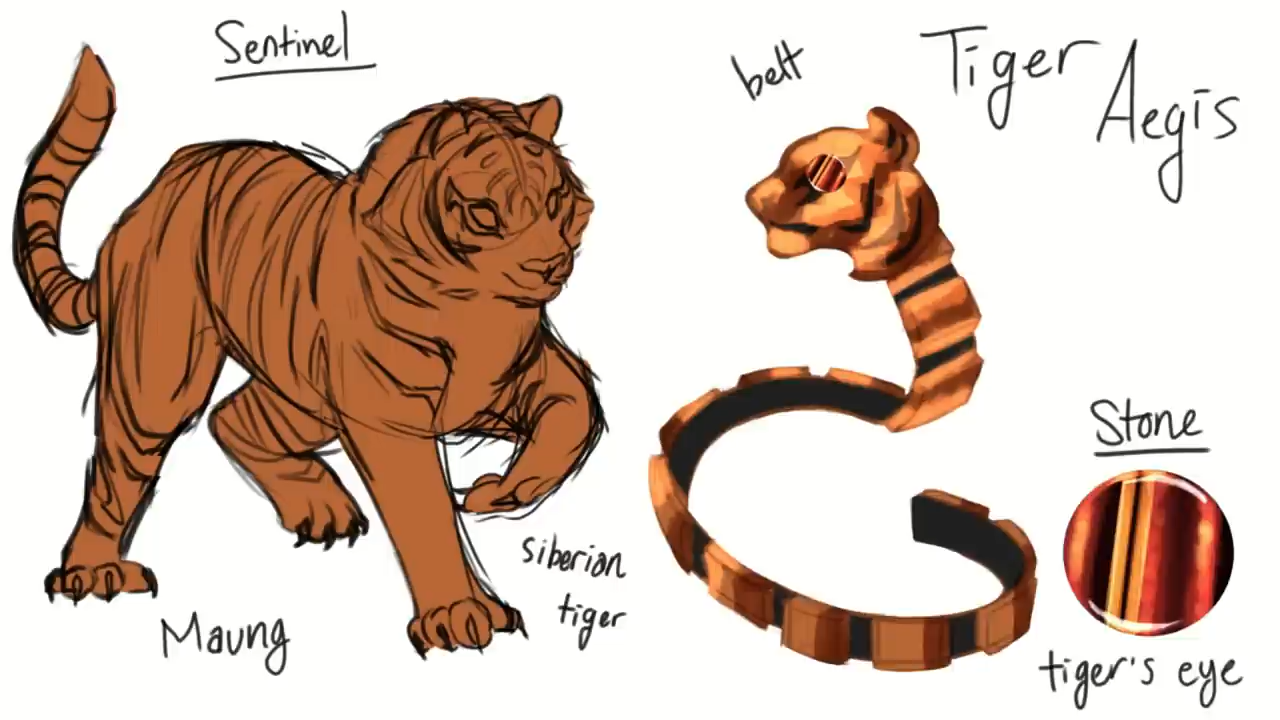 Sentinel
belt
Tiger
Aegis
Stone
siberian
tiger
Maung
tiger's eye